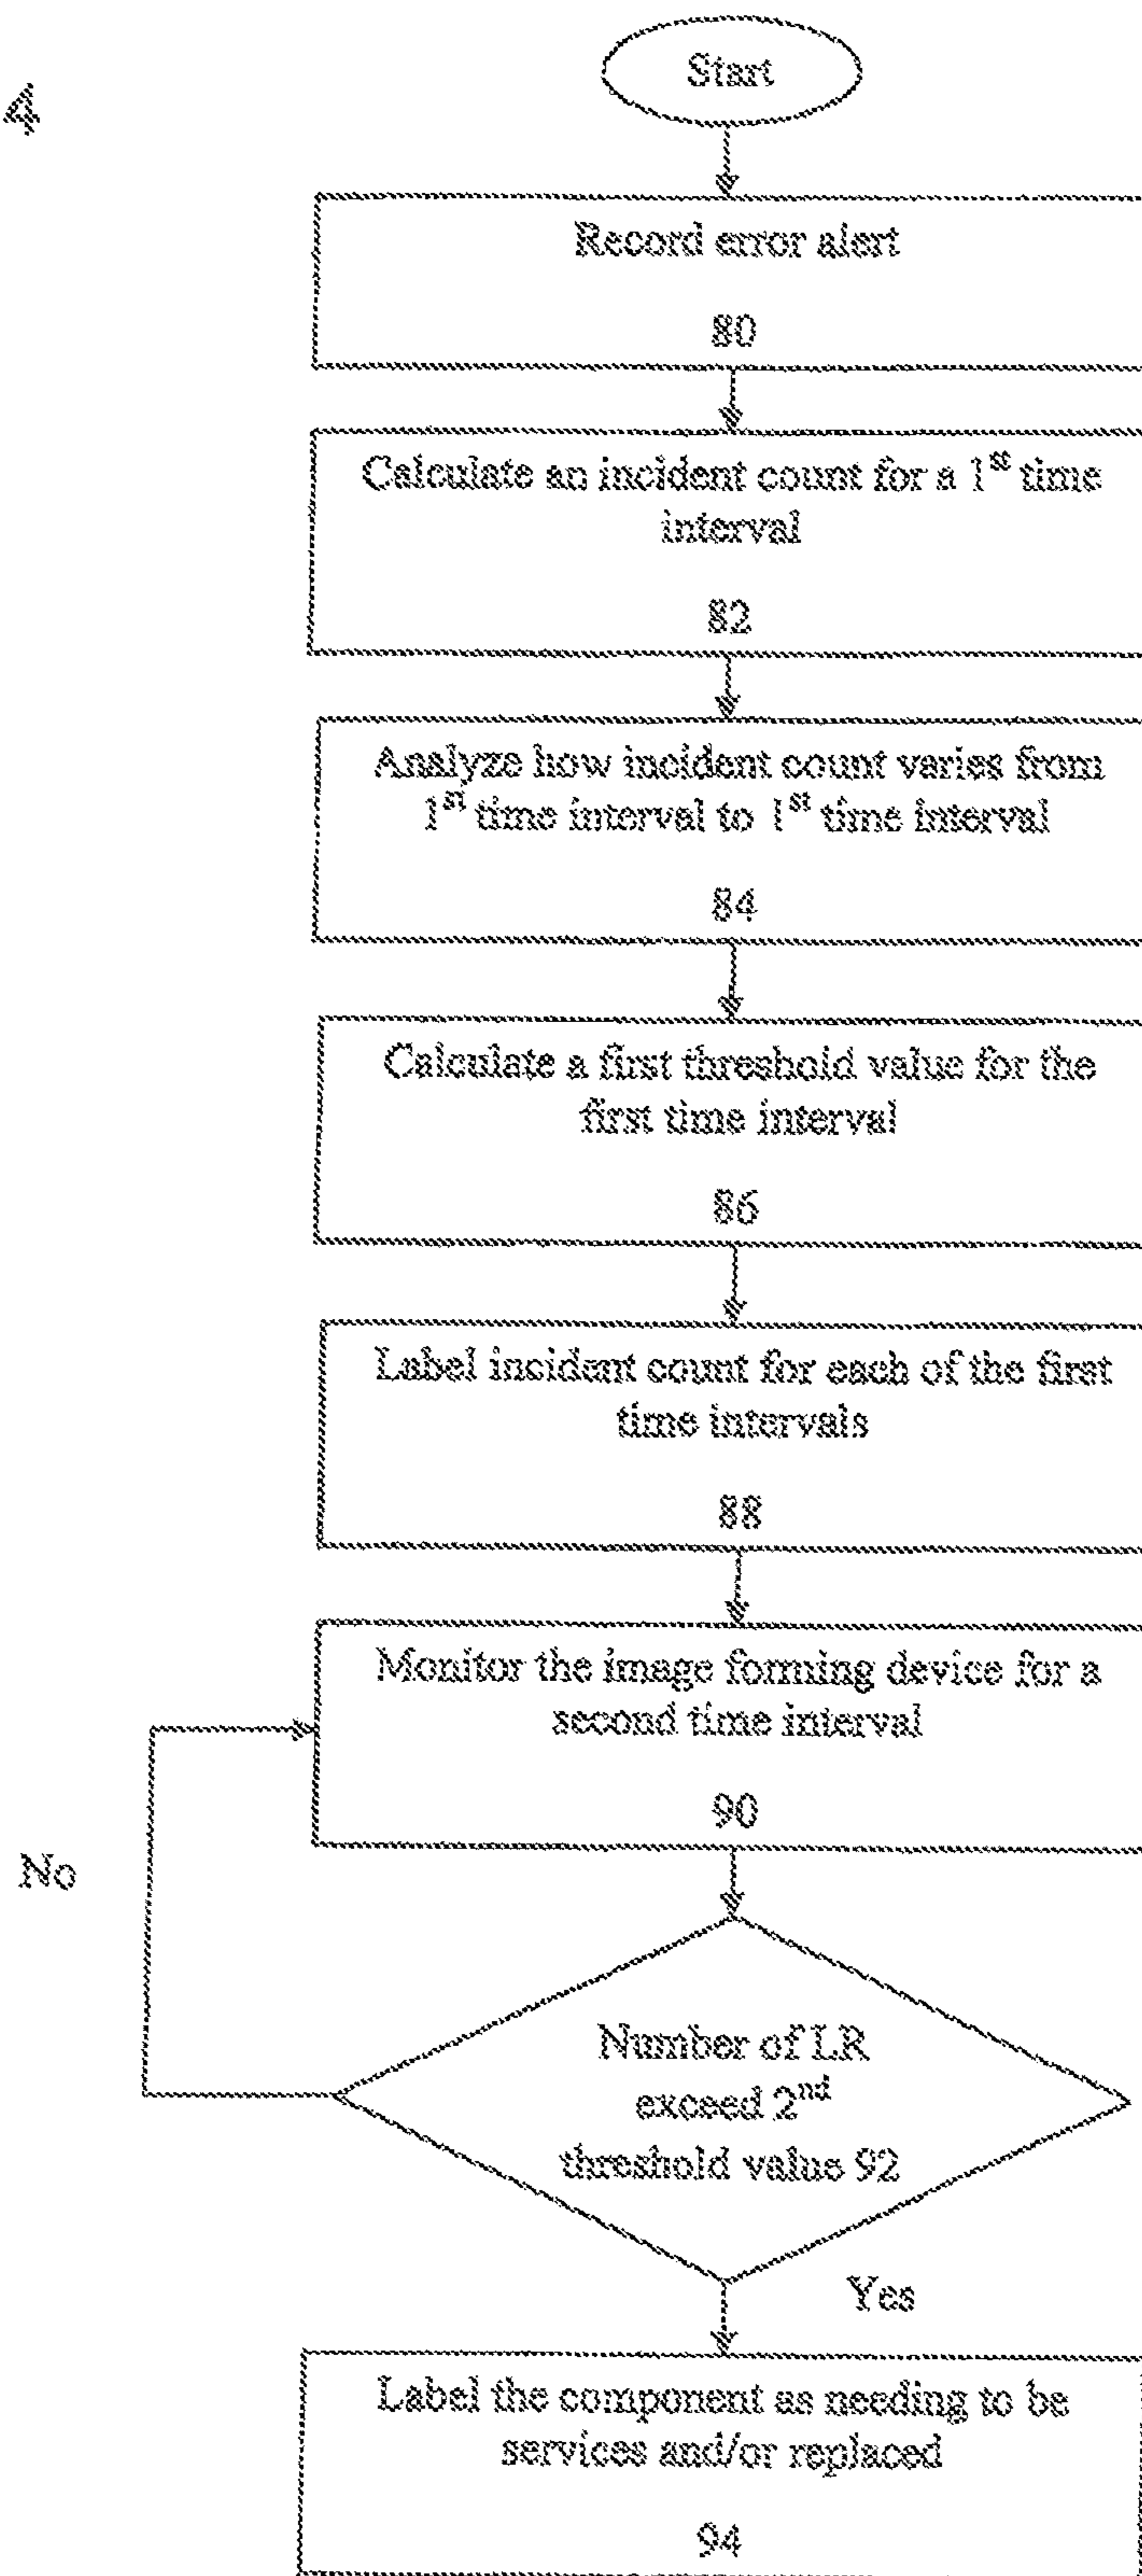 4
Start
Record error alert
80
Calculate an incident count for a 1st time
interval
82
Analyze how incident count varies from
1st time interval to 1st time interval
84
Calculate a first threshold value for the
first time interval
86
Label incident count for each of the first
time intervals
88
Monitor the image forming device for a
second time interval
90
No
Number of LR
exceed 2nd
threshold value 92
Yes
Label the component as needing to be
services and/or replaced
94